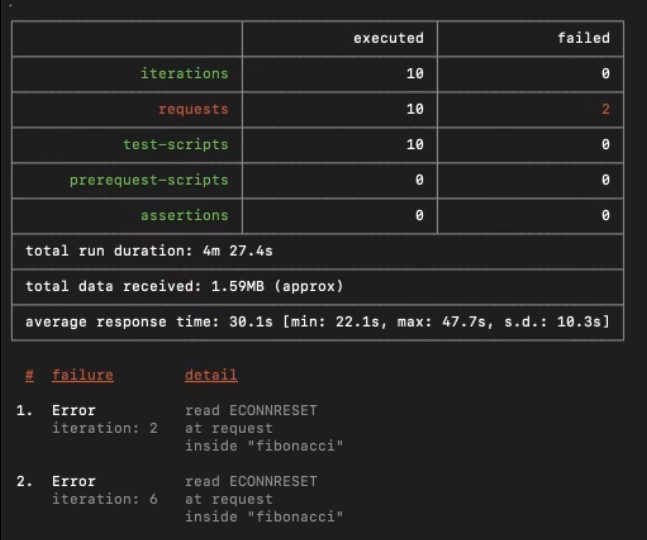 executed failed
iterations 10 0
requests 10 2
test-scripts 10 0
prerequest-scripts 0 0
assertions 0 0
total run duration: 4m 27.4s
total data received: 1.59MB (approx)
average response time: 30.1s [min: 22.1s, max: 47.7s, s.d.: 10.3s]
# failure detail
1. Error read ECONNRESET
iteration: 2 at request
inside "fibonacci"
2. Error read ECONNRESET
iteration: 6 at request
inside "fibonacci"